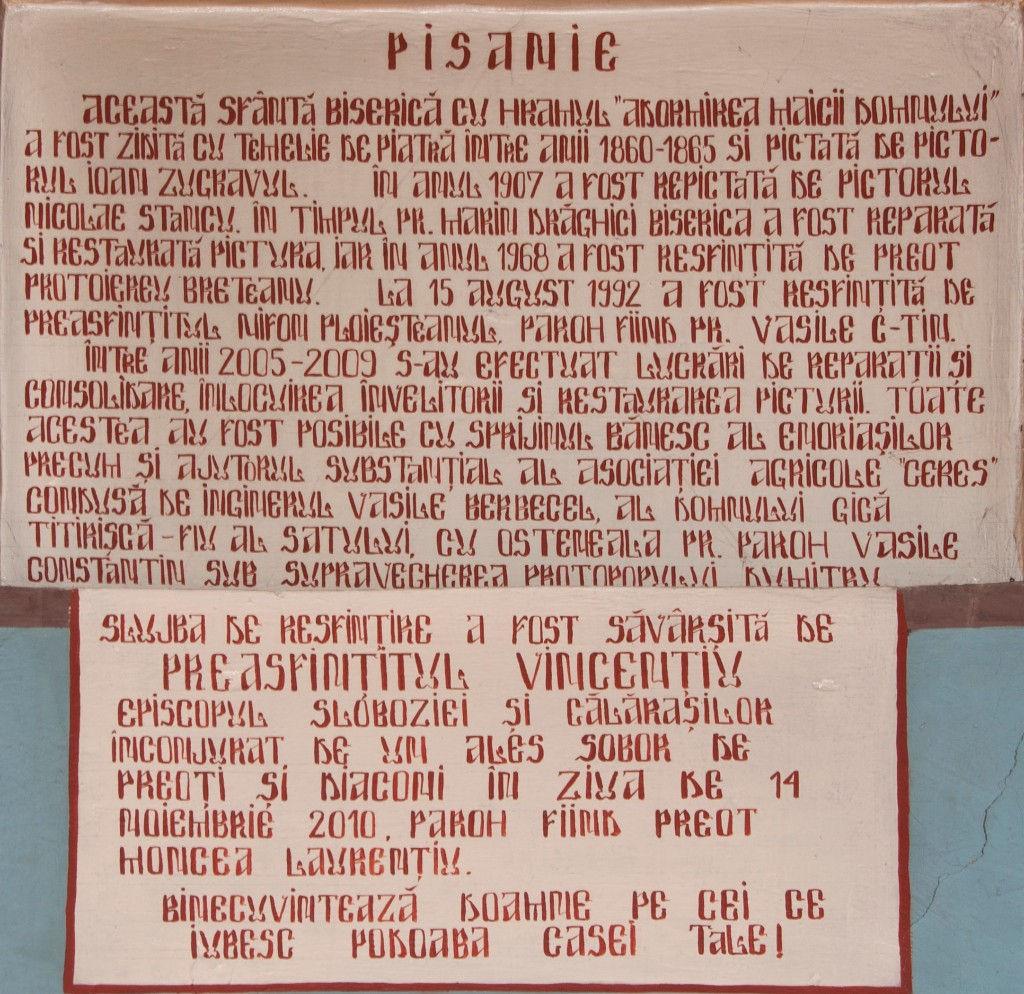 PISANIE
ACEASTĂ SFÂNTĂ BISERICĂ CU HRAMUL "ADORMIREA MAICII DOMNULUI"
A FOST ZIDITĂ CU TEMELIE DE PIATRĂ ÎNTRE ANII 1860-1865 SI PICTATĂ DE PICTO-
RUL IOAN ZUGRAVUL. ÎN ANUL 1907 A FOST REPICTATĂ DE PICTORUL
NICOLAE STANCU. ÎN TIMPUL PR. MARIN DRĂGHICI BISERICA A FOST REPARATĂ
SI RESTAURATĂ PICTURA, IAR ÎN ANUL 1968 A FOST RESFINȚITĂ DE PREOT
PROTOIEREU BRETEANU. LA 15 AUGUST 1992 A FOST RESFINȚITĂ DE
PREASFINȚITUL NIFON PLOIEȘTEANUL, PAROH FIIND PR. VASILE C-TIN.
ÎNTRE ANII 2005-2009 S-AU EFECTUAT LUCRĂRI DE REPARAȚII SI
CONSOLIDARE, ÎNLOCUIREA ÎNVELITORII ȘI RESTAURAREA PICTURII. TOATE
ACESTEA AU FOST POSIBILE CU SPRIJINUL BĂNESC AL ENORIAȘILOR
PRECUM ȘI AJUTORUL SUBSTANȚIAL AL ASOCIAȚIEI AGRICOLE "CERES"
CONDUSĂ DE INGINERUL VASILE BERBECEL, AL DOMNULUI GICĂ
TITIRIȘCĂ-FIU AL SATULUI, CU OSTENEALA PR. PAROH VASILE
CONSTANTIN SUB SUPRAVEGHEREA PROTOPOPULUI DUMITRU
SLUJBA DE RESFINȚIRE A FOST SĂVÂRȘITĂ DE
PREASFINȚITUL VINCENȚIU
EPISCOPUL SLOBOZIEI ȘI CĂLĂRAȘILOR
ÎNCONJURAT DE UN ALES SOBOR DE
PREOȚI ȘI DIACONI ÎN ZIUA DE 14
NOIEMBRIE 2010, PAROH FIIND PREOT
MONCEA LAURENȚIU.
BINECUVINTEAZĂ DOAMNE PE CEI CE
IUBESC PODOABA CASEI TALE!